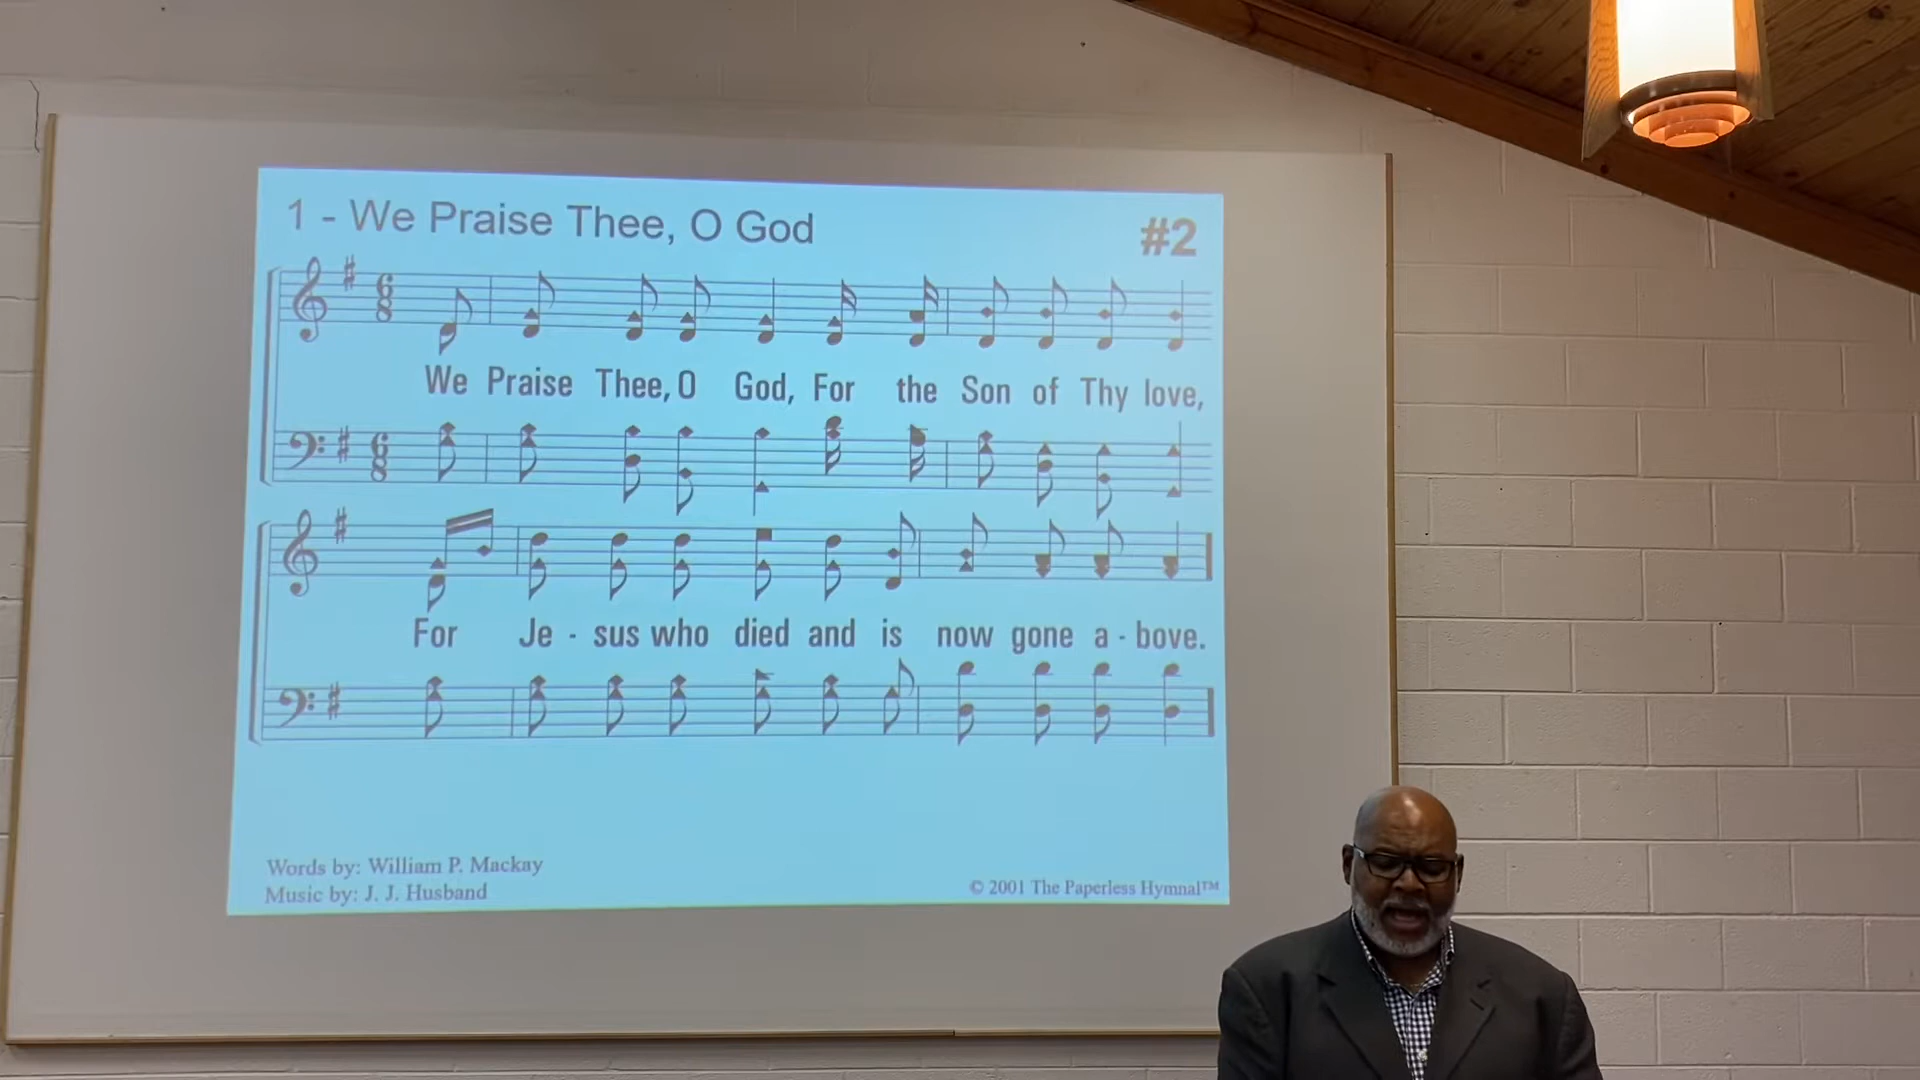 1 - We Praise Thee, O God
#2
We Praise Thee, O God, For the Son of Thy love,
For Je - sus who died and is now gone a - bove.
Words by: William P. Mackay
Music by: J. J. Husband
© 2001 The Paperless Hymnal™